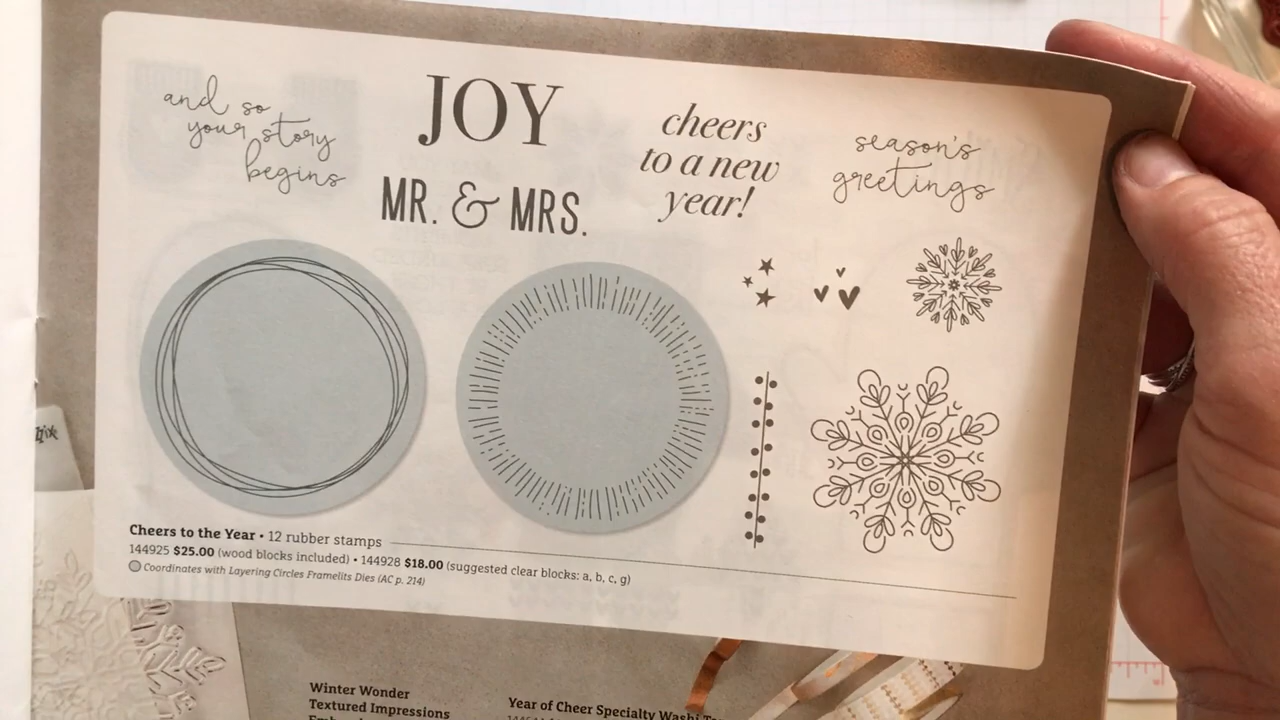 and so
your story
begins
JOY
MR. & MRS.
cheers
to a new
year!
season's
greetings
Cheers to the Year • 12 rubber stamps
144925 $25.00 (wood blocks included) • 144928 $18.00 (suggested clear blocks: a, b, c, g)
Coordinates with Layering Circles Framelits Dies (AC p. 214)
Winter Wonder
Textured Impressions
Year of Cheer Specialty Washi